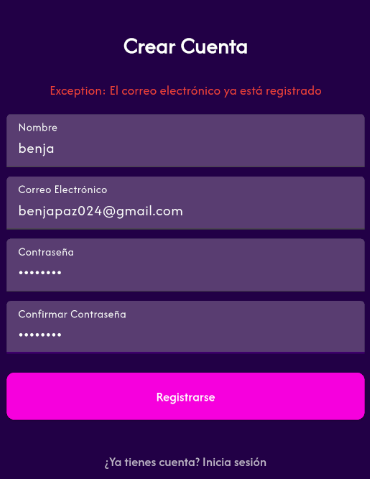 Crear Cuenta
Exception: El correo electrónico ya está registrado
Nombre
benja
Correo Electrónico
benjapaz024@gmail.com
Contraseña
••••••••
Confirmar Contraseña
••••••••
Registrarse
¿Ya tienes cuenta? Inicia sesión